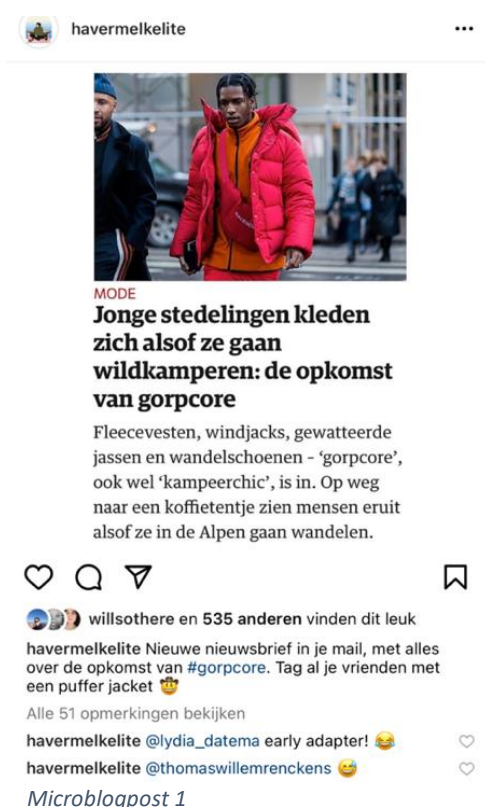 havermelkelite
MODE
Jonge stedelingen kleden
zich alsof ze gaan
wildkamperen: de opkomst
van gorpcore
Fleecevesten, windjacks, gewatteerde
jassen en wandelschoenen - ‘gorpcore’,
ook wel ‘kampeerchic’, is in. Op weg
naar een koffietentje zien mensen eruit
alsof ze in de Alpen gaan wandelen.
willsothere en 535 anderen vinden dit leuk
havermelkelite Nieuwe nieuwsbrief in je mail, met alles
over de opkomst van #gorpcore. Tag al je vrienden met
een puffer jacket 🤠
Alle 51 opmerkingen bekijken
havermelkelite @lydia_datema early adapter! 😂
havermelkelite @thomaswillemrenckens 😅
Microblogpost 1